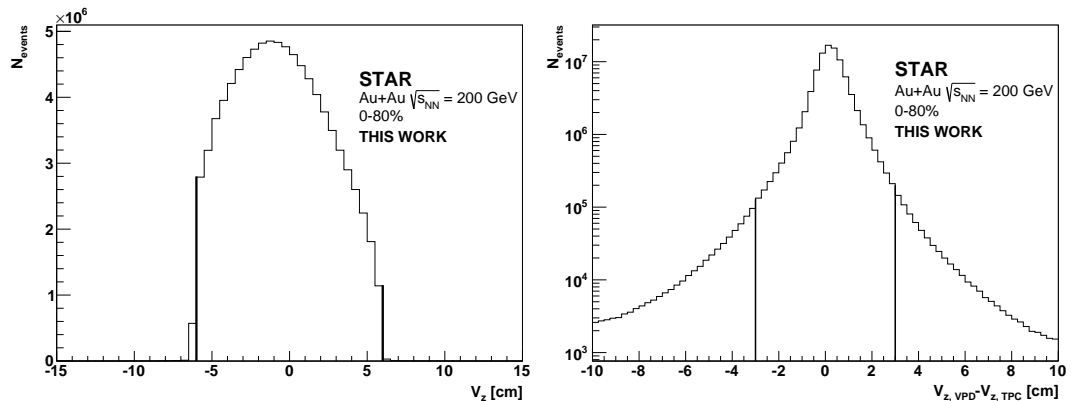 ×10⁶
N_events
5
4
3
2
1
0
STAR
Au+Au √s_NN = 200 GeV
0-80%
THIS WORK
-15 -10 -5 0 5 10 15
V_z [cm]
N_events
10⁷
10⁶
10⁵
10⁴
10³
STAR
Au+Au √s_NN = 200 GeV
0-80%
THIS WORK
-10 -8 -6 -4 -2 0 2 4 6 8 10
V_z, VPD-V_z, TPC [cm]